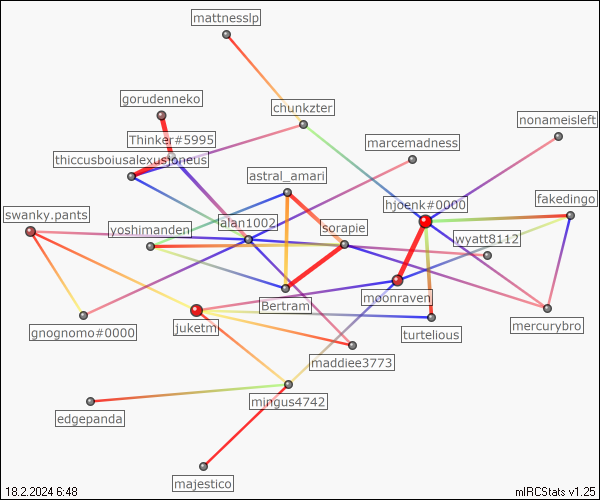 mattnesslp
gorudenneko
chunkzter
nonameisleft
Thinker#5995
marcemadness
thiccusboiusalexusjoneus
astral_amari
hjoenk#0000
fakedingo
swanky.pants
yoshimanden
alan1002
sorapie
wyatt8112
Bertram
moonraven
gnognomo#0000
juketm
turtelious
mercurybro
maddiee3773
mingus4742
edgepanda
majestico
18.2.2024 6:48
mIRCStats v1.25